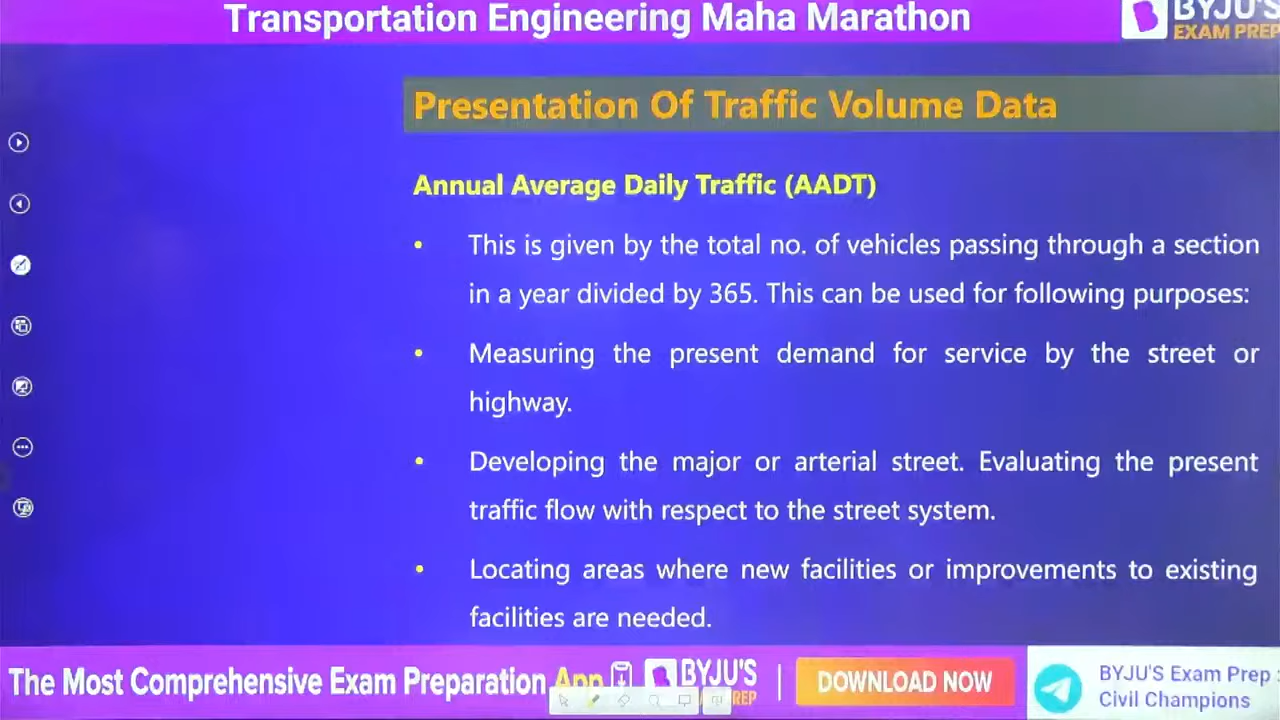 Transportation Engineering Maha Marathon
BYJU'S
EXAM PREP
Presentation Of Traffic Volume Data
Annual Average Daily Traffic (AADT)
• This is given by the total no. of vehicles passing through a section
in a year divided by 365. This can be used for following purposes:
• Measuring the present demand for service by the street or
highway.
• Developing the major or arterial street. Evaluating the present
traffic flow with respect to the street system.
• Locating areas where new facilities or improvements to existing
facilities are needed.
The Most Comprehensive Exam Preparation App
BYJU'S
DOWNLOAD NOW
BYJU'S Exam Prep :
Civil Champions